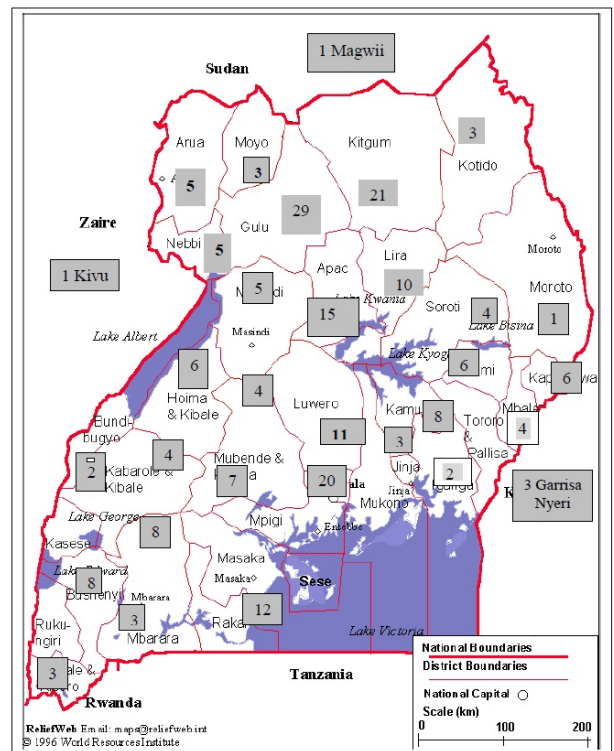 1 Magwii
Sudan
3
Arua
Moyo
Kitgum
Kotido
3
5
21
29
Zaire
Gulu
Nebbi
5
Lira
Moroto
1 Kivu
Apac
10
Moroto
5
Soroti
4
15
Lake Kwania
Lake Bisina
1
Lake Albert
Masindi
6
Lake Kyoga
6
6
Hoima
& Kibale
4
Luwero
Kamu
8
Mbale
Bundi-
bugyo
11
Tororo
&
Pallisa
4
3
2
Kabarole &
Kibale
4
Mubende &
7
20
Jinja
2
3 Garrisa
Nyeri
Jinja
Mukono
Lake George
8
Mpigi
Entebbe
Kasese
Masaka
Lake Edward
8
Bushenyi
Masaka
Sese
Mbarara
3
12
Ruku-
ngiri
Mbarara
Rakai
Lake Victoria
3
Tanzania
National Boundaries
District Boundaries
National Capital
Rwanda
Scale (km)
0 100 200
ReliefWeb Email: maps@reliefweb.int
© 1996 World Resources Institute